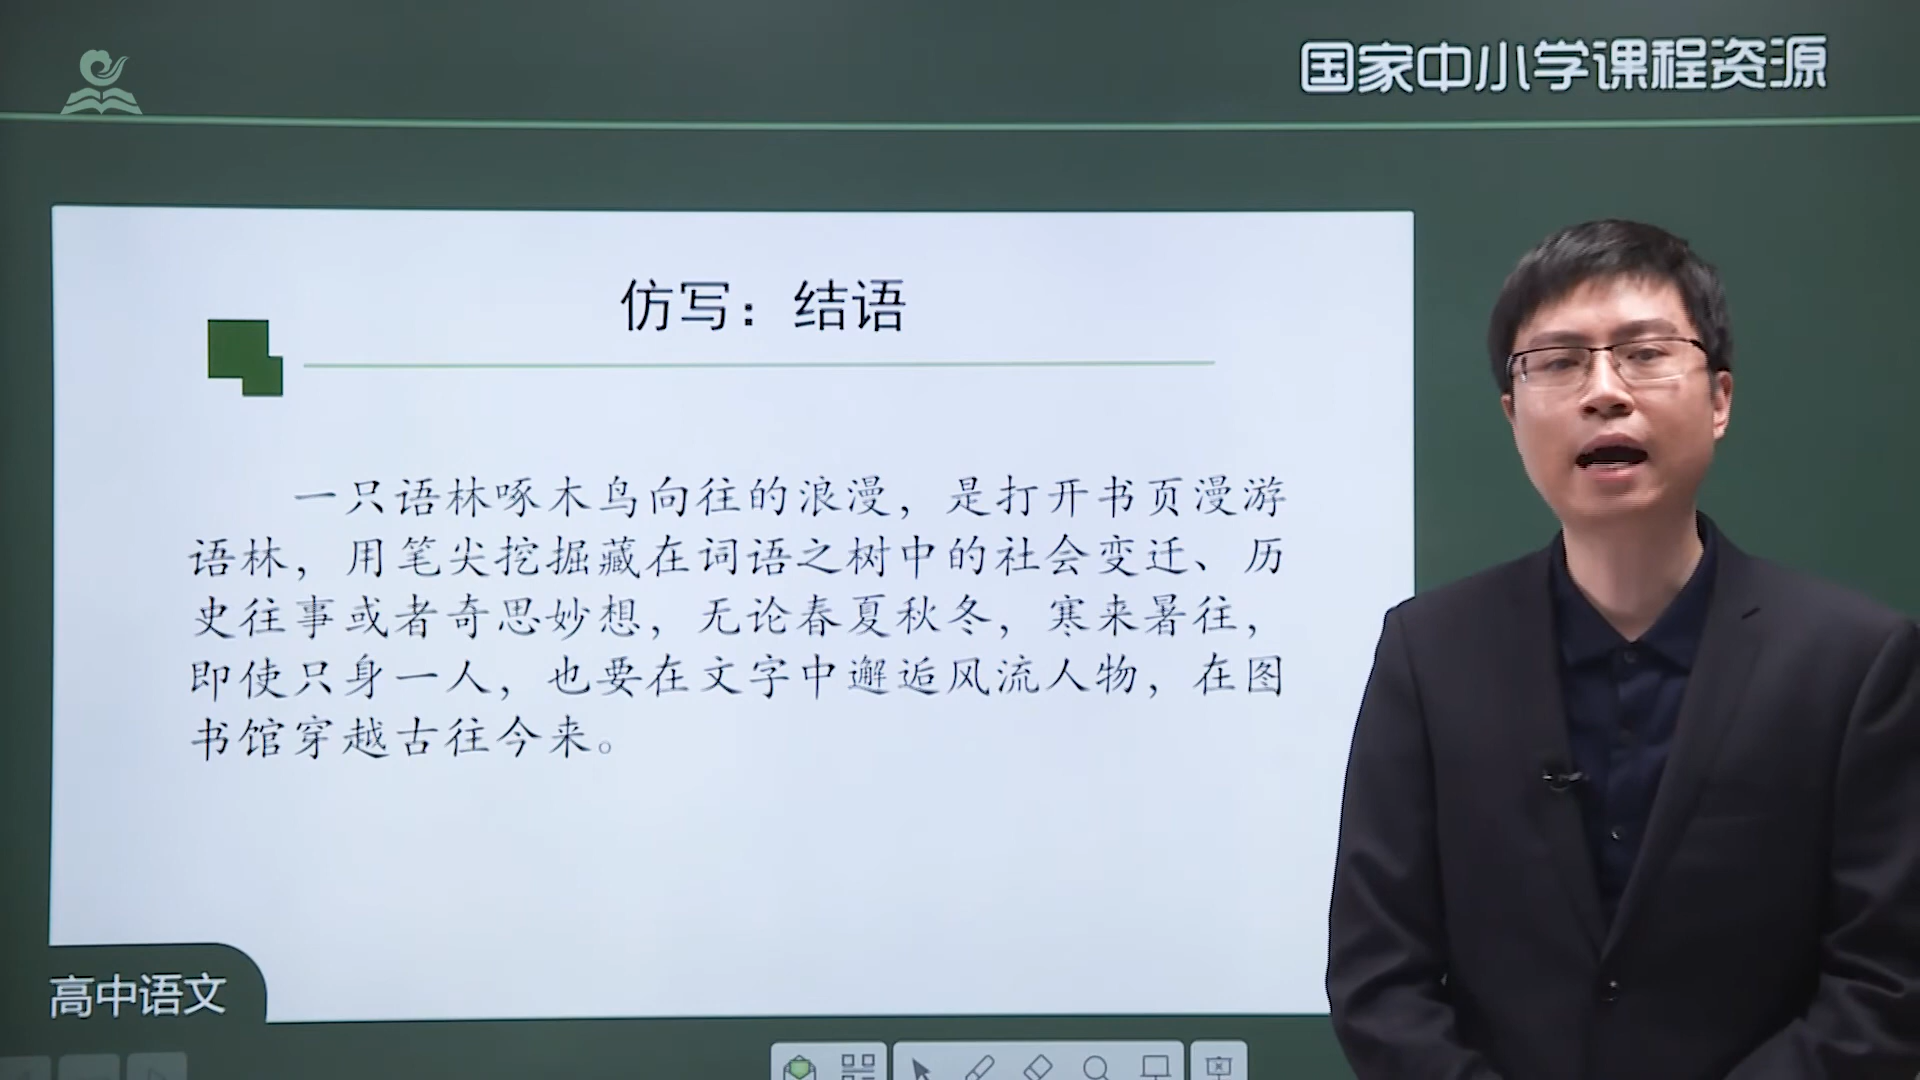 国家中小学课程资源
仿写：结语
一只语林啄木鸟向往的浪漫，是打开书页漫游
语林，用笔尖挖掘藏在词语之树中的社会变迁、历
史往事或者奇思妙想，无论春夏秋冬，寒来暑往，
即使只身一人，也要在文字中邂逅风流人物，在图
书馆穿越古往今来。
高中语文